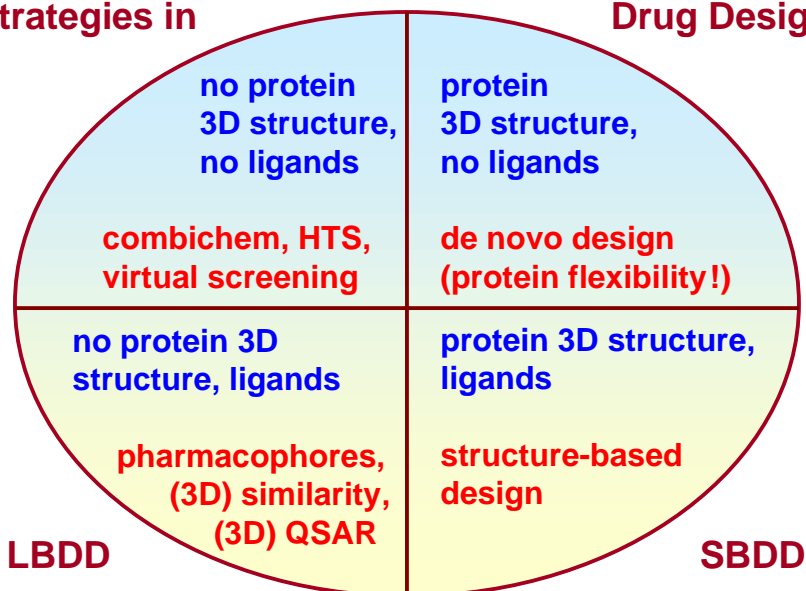 trategies in
Drug Desig
no protein
3D structure,
no ligands
combichem, HTS,
virtual screening
protein
3D structure,
no ligands
de novo design
(protein flexibility!)
no protein 3D
structure, ligands
pharmacophores,
(3D) similarity,
(3D) QSAR
LBDD
protein 3D structure,
ligands
structure-based
design
SBDD